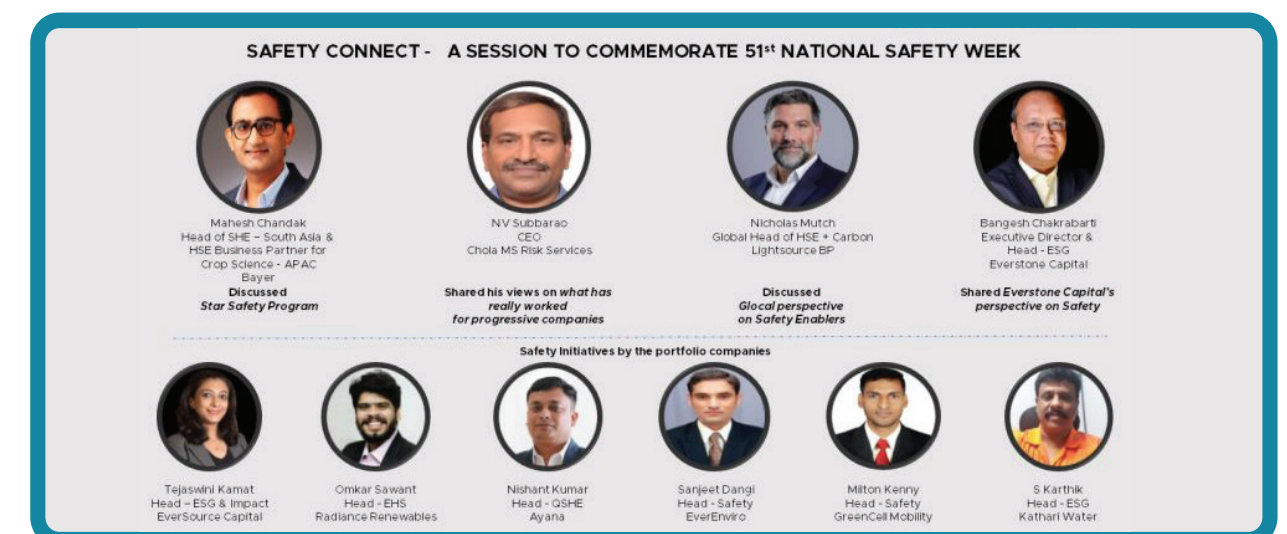 SAFETY CONNECT - A SESSION TO COMMEMORATE 51st NATIONAL SAFETY WEEK
Mahesh Chandak
Head of SHE – South Asia &
HSE Business Partner for
Crop Science - APAC
Bayer
Discussed
Star Safety Program
NV Subbarao
CEO
Chola MS Risk Services
Shared his views on what has
really worked
for progressive companies
Nicholas Mutch
Global Head of HSE + Carbon
Lightsource BP
Discussed
Glocal perspective
on Safety Enablers
Bangesh Chakrabarti
Executive Director &
Head - ESG
Everstone Capital
Shared Everstone Capital's
perspective on Safety
Safety Initiatives by the portfolio companies
Tejaswini Kamat
Head – ESG & Impact
EverSource Capital
Omkar Sawant
Head - EHS
Radiance Renewables
Nishant Kumar
Head - QSHE
Ayana
Sanjeet Dangi
Head - Safety
EverEnviro
Milton Kenny
Head - Safety
GreenCell Mobility
S Karthik
Head - ESG
Kathari Water